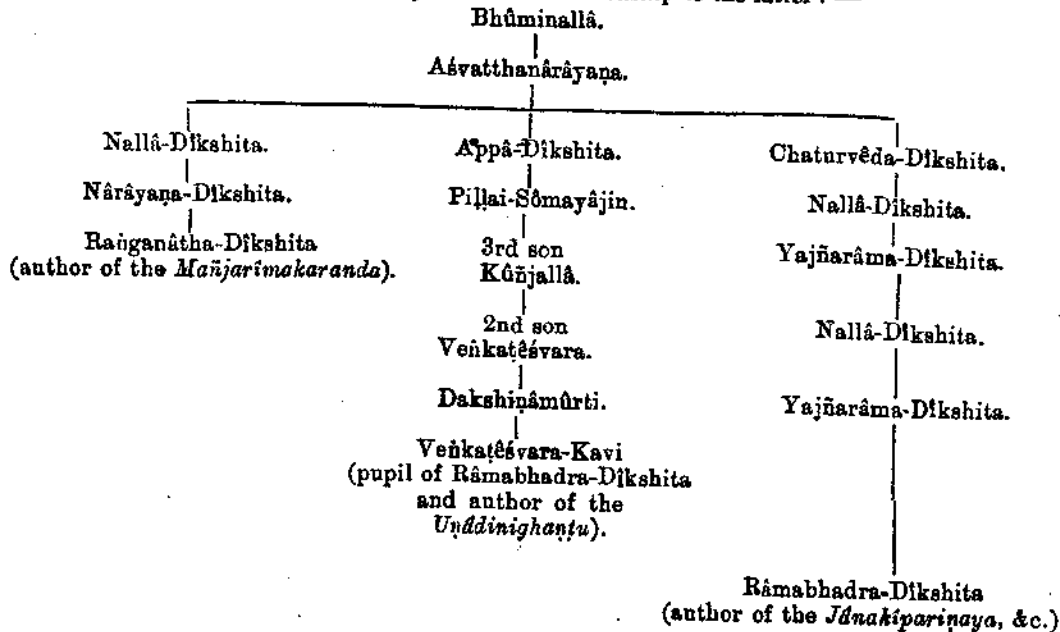 Bhûminallâ.
Aśvatthanârâyaṇa.
Nallâ-Dîkshita. Appâ-Dîkshita. Chaturvêda-Dîkshita.
Nârâyaṇa-Dîkshita. Piḷḷai-Sômayâjin. Nallâ-Dîkshita.
Raṅganâtha-Dîkshita 3rd son Yajñarâma-Dîkshita.
(author of the Mañjarîmakaranda). Kûñjallâ.
2nd son Nallâ-Dîkshita.
Veṅkaṭêśvara.
Dakshiṇâmûrti. Yajñarâma-Dîkshita.
Veṅkaṭêśvara-Kavi
(pupil of Râmabhadra-Dîkshita
and author of the
Uṇâdinighaṇṭu).
Râmabhadra-Dîkshita
(author of the Jânakîpariṇaya, &c.)